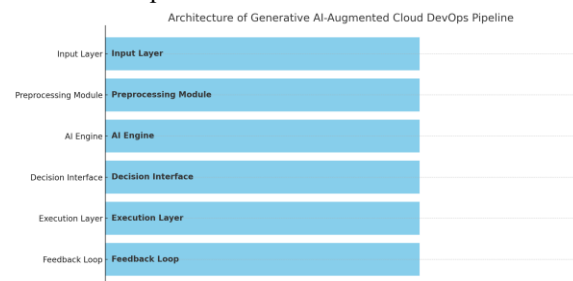 Architecture of Generative AI-Augmented Cloud DevOps Pipeline
Input Layer Input Layer
Preprocessing Module Preprocessing Module
AI Engine AI Engine
Decision Interface Decision Interface
Execution Layer Execution Layer
Feedback Loop Feedback Loop